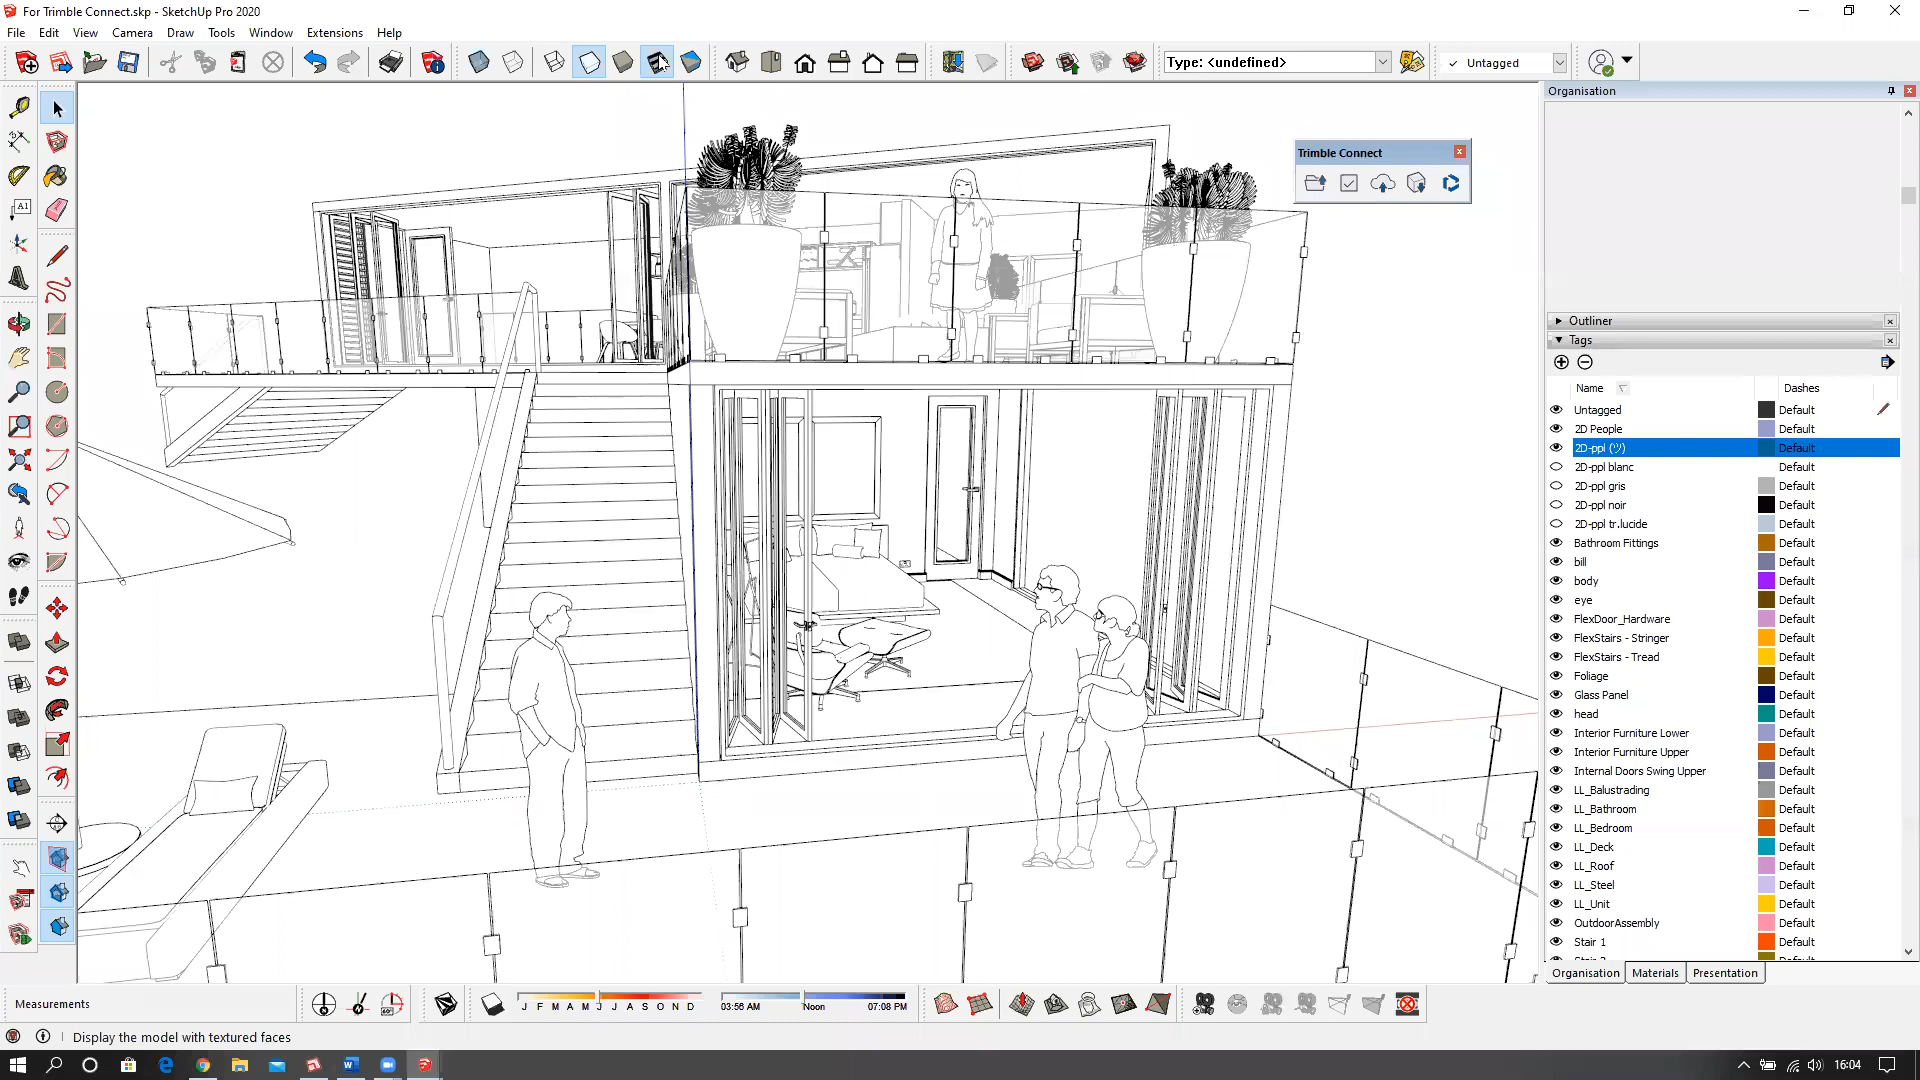 For Trimble Connect.skp - SketchUp Pro 2020
File Edit View Camera Draw Tools Window Extensions Help
Type: <undefined>
Untagged
Organisation
Trimble Connect
A1
Outliner
Tags
Name Dashes
Untagged Default
2D People Default
2D-ppl (ツ) Default
2D-ppl blanc Default
2D-ppl gris Default
2D-ppl noir Default
2D-ppl tr.lucide Default
Bathroom Fittings Default
bill Default
body Default
eye Default
FlexDoor_Hardware Default
FlexStairs - Stringer Default
FlexStairs - Tread Default
Foliage Default
Glass Panel Default
head Default
Interior Furniture Lower Default
Interior Furniture Upper Default
Internal Doors Swing Upper Default
LL_Balustrading Default
LL_Bathroom Default
LL_Bedroom Default
LL_Deck Default
LL_Roof Default
LL_Steel Default
LL_Unit Default
OutdoorAssembly Default
Stair 1 Default
Organisation Materials Presentation
Measurements
J F M A M J J A S O N D
03:56 AM Noon 07:08 PM
Display the model with textured faces
16:04